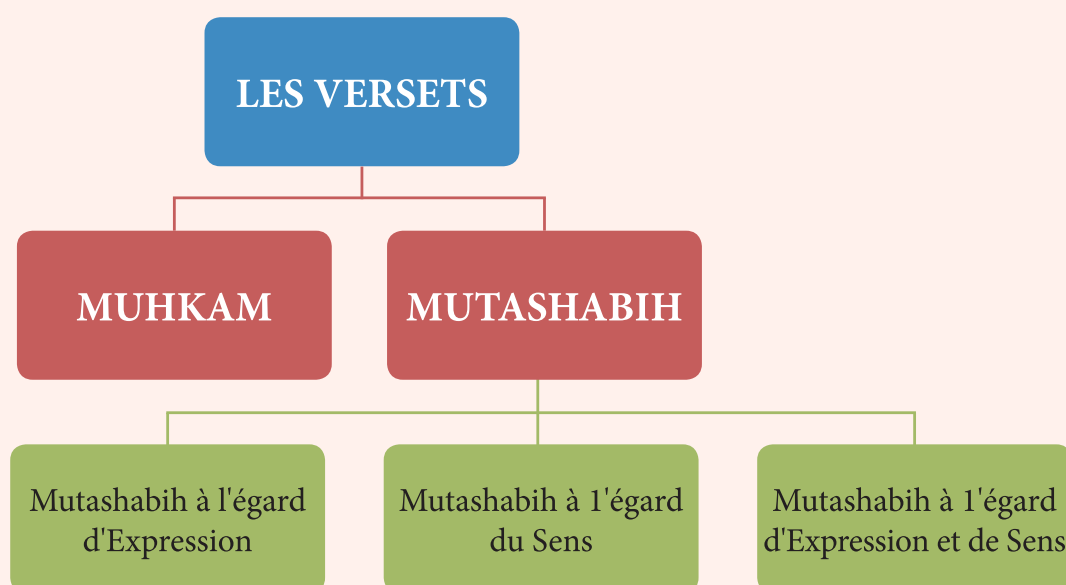 LES VERSETS
MUHKAM
MUTASHABIH
Mutashabih à l'égard
d'Expression
Mutashabih à 1'égard
du Sens
Mutashabih à 1'égard
d'Expression et de Sens